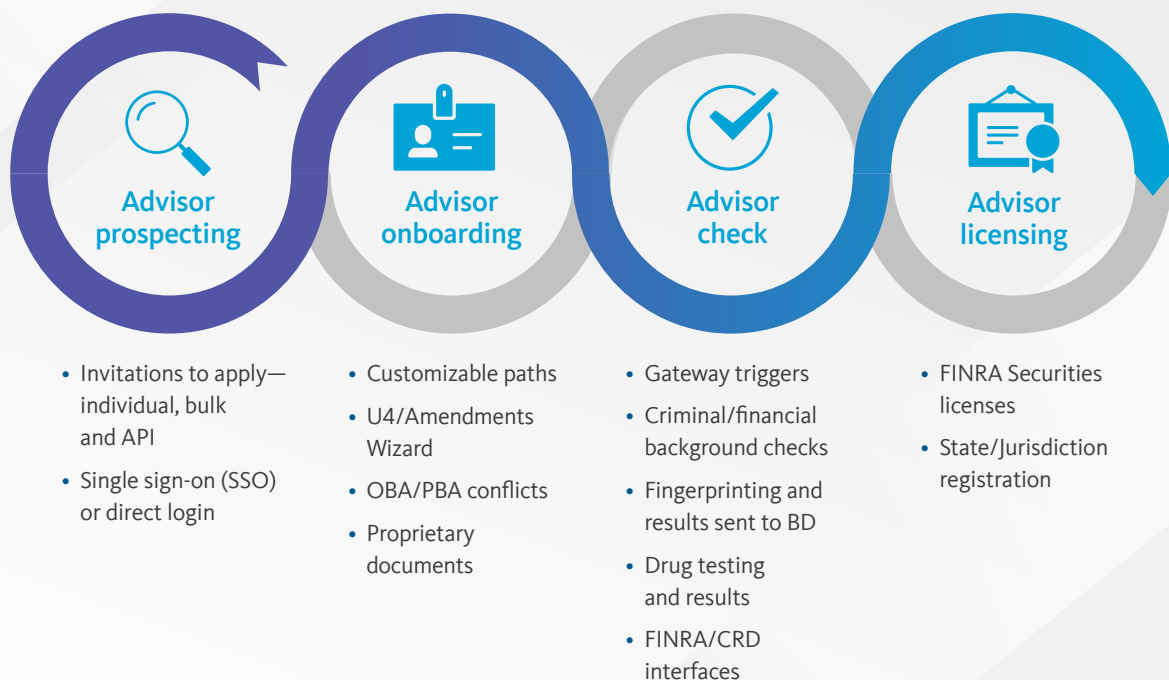 Advisor
prospecting
• Invitations to apply—
individual, bulk
and API
• Single sign-on (SSO)
or direct login
Advisor
onboarding
• Customizable paths
• U4/Amendments
Wizard
• OBA/PBA conflicts
• Proprietary
documents
Advisor
check
• Gateway triggers
• Criminal/financial
background checks
• Fingerprinting and
results sent to BD
• Drug testing
and results
• FINRA/CRD
interfaces
Advisor
licensing
• FINRA Securities
licenses
• State/Jurisdiction
registration